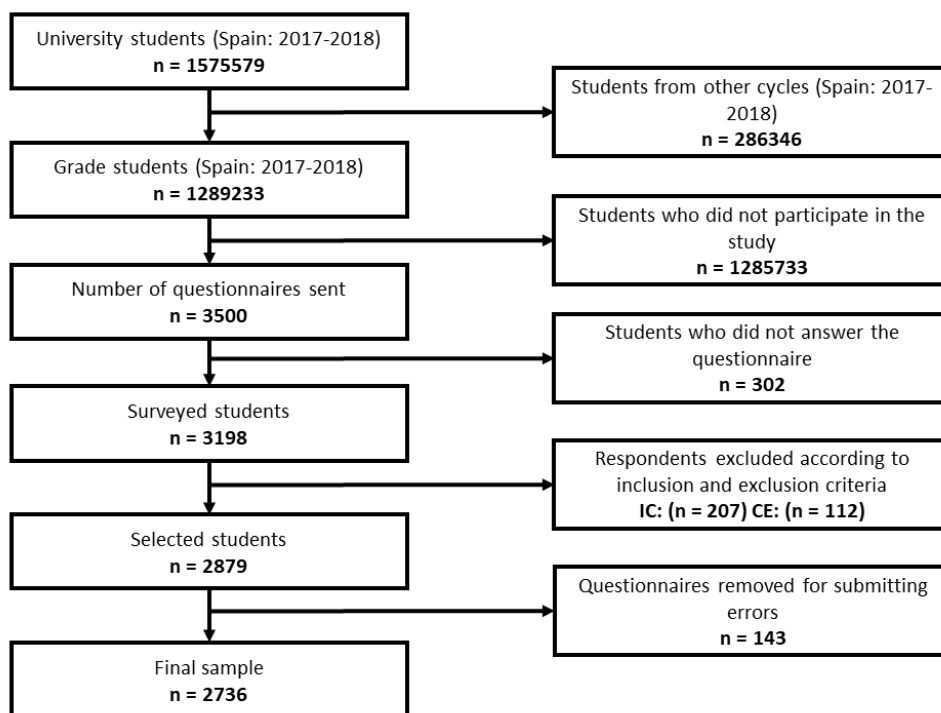 University students (Spain: 2017-2018)
n = 1575579
Students from other cycles (Spain: 2017-
2018)
n = 286346
Grade students (Spain: 2017-2018)
n = 1289233
Students who did not participate in the
study
n = 1285733
Number of questionnaires sent
n = 3500
Students who did not answer the
questionnaire
n = 302
Surveyed students
n = 3198
Respondents excluded according to
inclusion and exclusion criteria
IC: (n = 207) CE: (n = 112)
Selected students
n = 2879
Questionnaires removed for submitting
errors
n = 143
Final sample
n = 2736